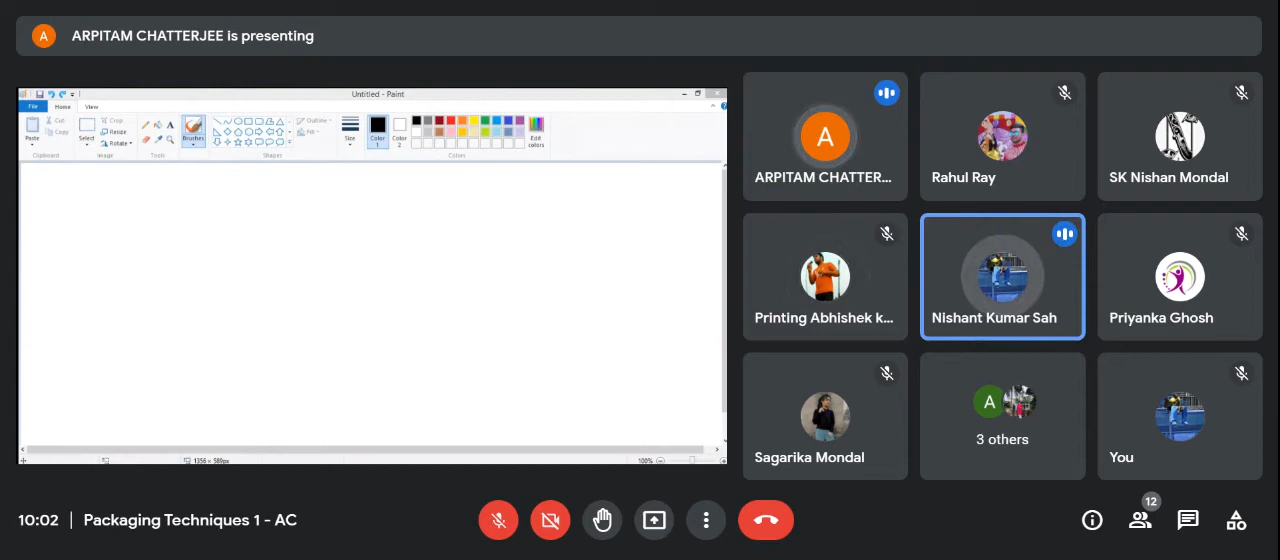 A
ARPITAM CHATTERJEE is presenting
Untitled - Paint
File
Home
View
Paste
Cut
Copy
Clipboard
Select
Crop
Resize
Rotate
Image
A
Tools
Brushes
Outline
Fill
Shapes
Size
Color
1
Color
2
Edit
colors
Colors
1356 × 589px
100%
A
ARPITAM CHATTER...
Rahul Ray
N
SK Nishan Mondal
Printing Abhishek k...
Nishant Kumar Sah
Priyanka Ghosh
Sagarika Mondal
A
3 others
You
10:02 | Packaging Techniques 1 - AC
12